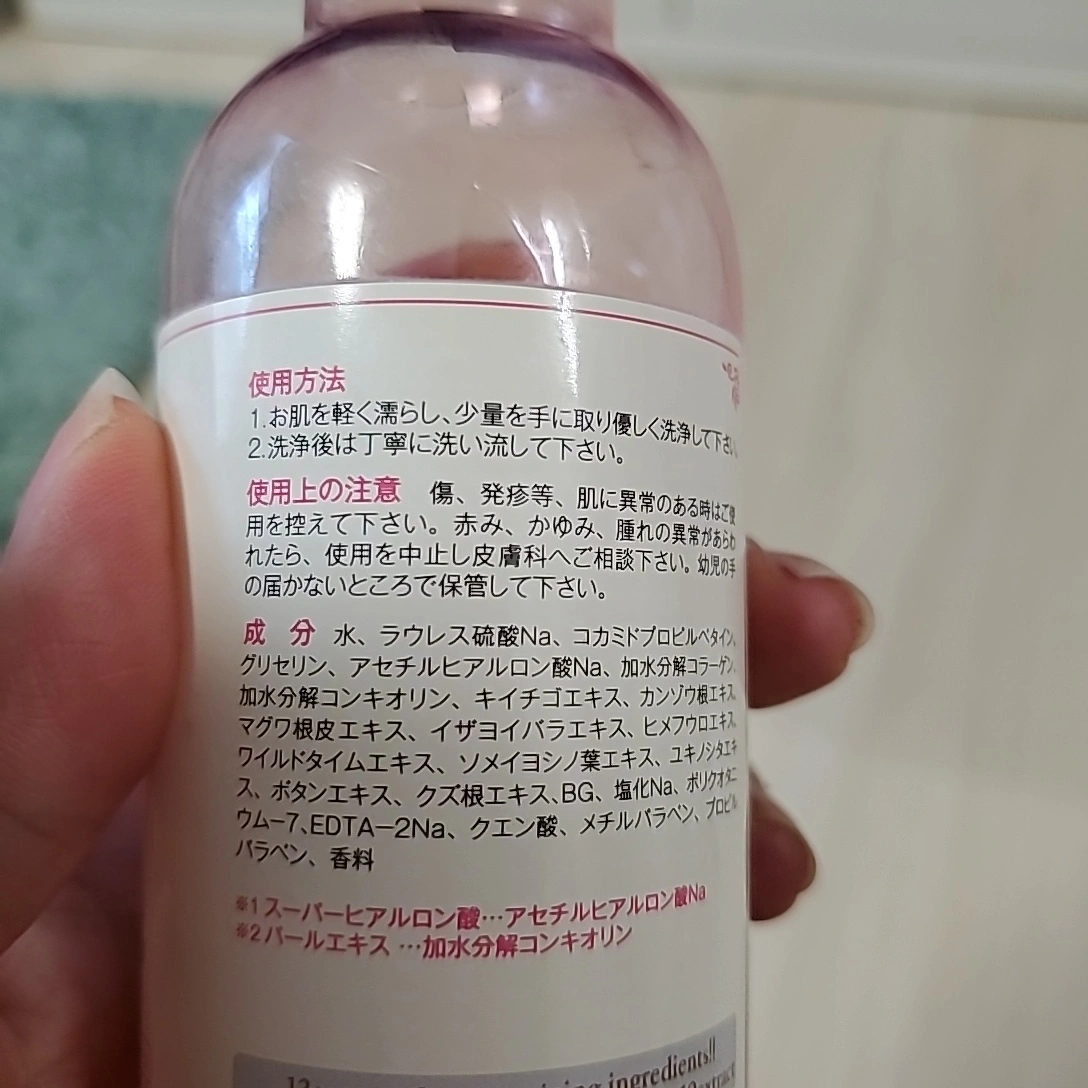 使用方法
1.お肌を軽く濡らし、少量を手に取り優しく洗浄して下さい。
2.洗浄後は丁寧に洗い流して下さい。
使用上の注意 傷、発疹等、肌に異常のある時はご使
用を控えて下さい。赤み、かゆみ、腫れの異常があらわ
れたら、使用を中止し皮膚科へご相談下さい。幼児の手
の届かないところで保管して下さい。
成 分 水、ラウレス硫酸Na、コカミドプロピルベタイン、
グリセリン、アセチルヒアルロン酸Na、加水分解コラーゲン、
加水分解コンキオリン、キイチゴエキス、カンゾウ根エキス、
マグワ根皮エキス、イザヨイバラエキス、ヒメフウロエキス、
ワイルドタイムエキス、ソメイヨシノ葉エキス、ユキノシタエキ
ス、ボタンエキス、クズ根エキス、BG、塩化Na、ポリクオタニ
ウムー7、EDTAー2Na、クエン酸、メチルパラベン、プロピル
パラベン、香料
※1スーパーヒアルロン酸…アセチルヒアルロン酸Na
※2パールエキス …加水分解コンキオリン
ingredients!!
extract